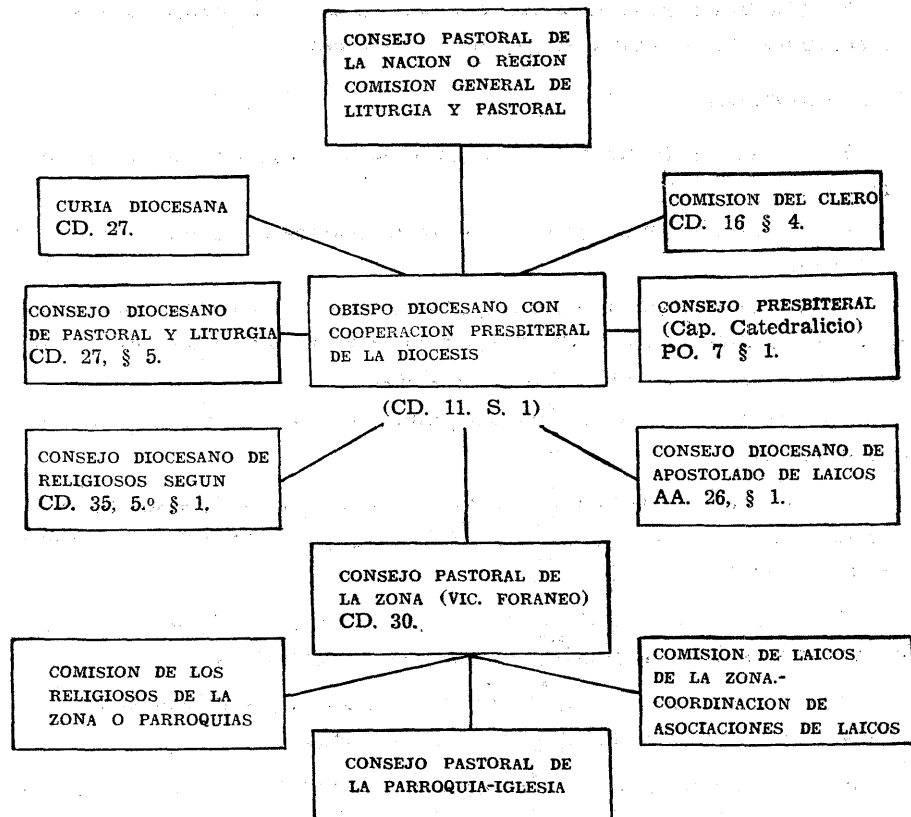 CONSEJO PASTORAL DE
LA NACION O REGION
COMISION GENERAL DE
LITURGIA Y PASTORAL
CURIA DIOCESANA
CD. 27.
COMISION DEL CLERO
CD. 16 § 4.
CONSEJO DIOCESANO
DE PASTORAL Y LITURGIA
CD. 27, § 5.
OBISPO DIOCESANO CON
COOPERACION PRESBITERAL
DE LA DIOCESIS
CONSEJO PRESBITERAL
(Cap. Catedralicio)
PO. 7 § 1.
(CD. 11. S. 1)
CONSEJO DIOCESANO DE
RELIGIOSOS SEGUN
CD. 35, 5.º § 1.
CONSEJO DIOCESANO DE
APOSTOLADO DE LAICOS
AA. 26, § 1.
CONSEJO PASTORAL DE
LA ZONA (VIC. FORANEO)
CD. 30.
COMISION DE LOS
RELIGIOSOS DE LA
ZONA O PARROQUIAS
COMISION DE LAICOS
DE LA ZONA.-
COORDINACION DE
ASOCIACIONES DE LAICOS
CONSEJO PASTORAL DE
LA PARROQUIA-IGLESIA